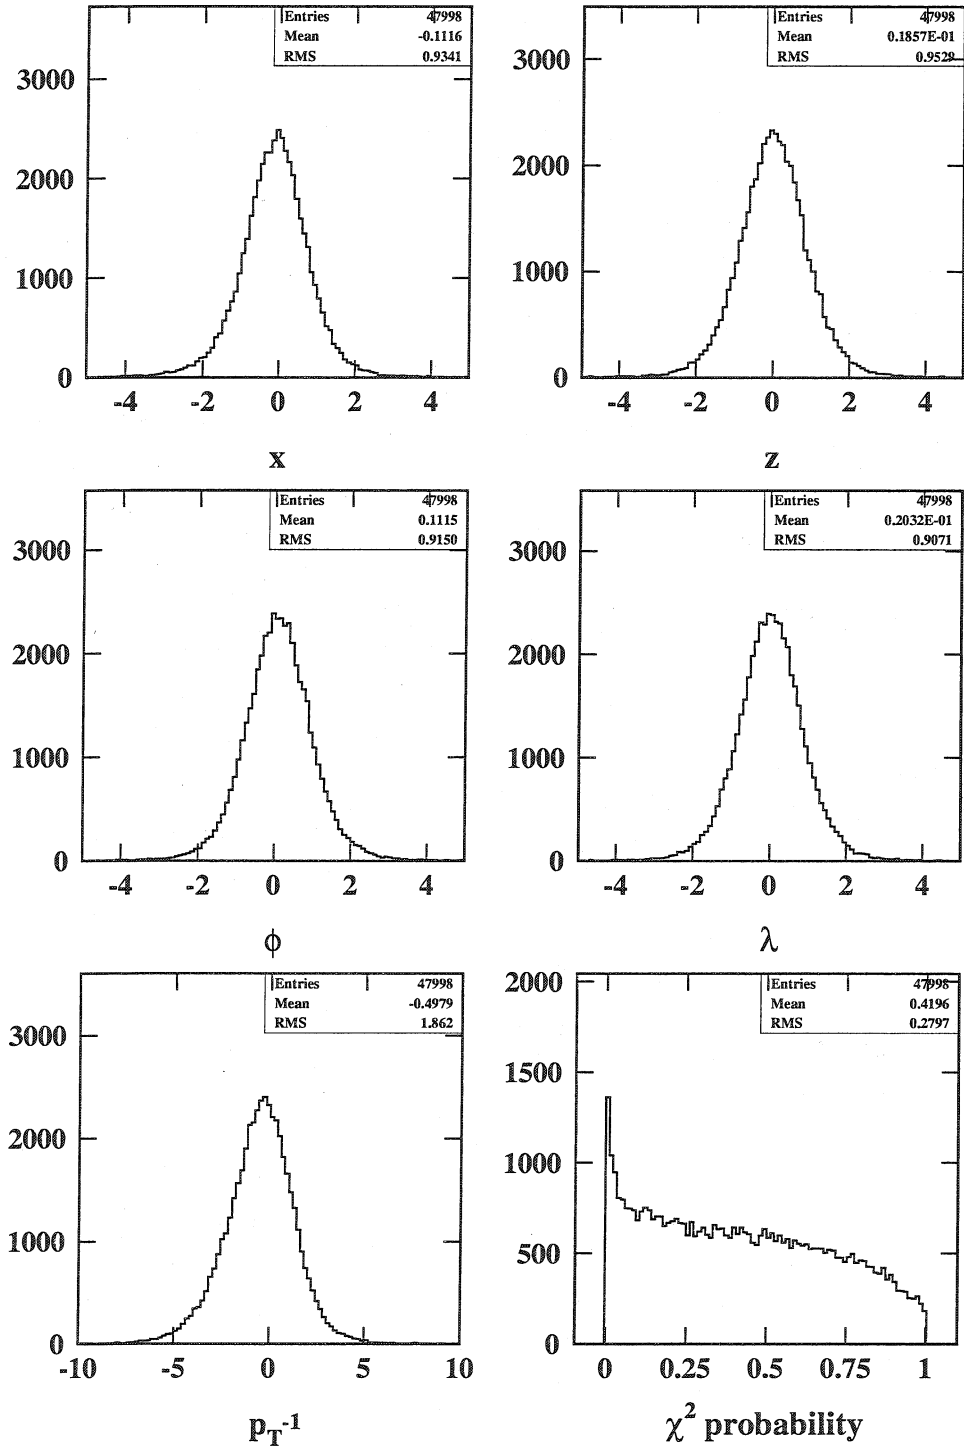 Entries 47998
Mean -0.1116
RMS 0.9341
3000
2000
1000
0
-4 -2 0 2 4
x
Entries 47998
Mean 0.1857E-01
RMS 0.9529
3000
2000
1000
0
-4 -2 0 2 4
z
Entries 47998
Mean 0.1115
RMS 0.9150
3000
2000
1000
0
-4 -2 0 2 4
ϕ
Entries 47998
Mean 0.2032E-01
RMS 0.9071
3000
2000
1000
0
-4 -2 0 2 4
λ
Entries 47998
Mean -0.4979
RMS 1.862
3000
2000
1000
0
-10 -5 0 5 10
p_T^-1
Entries 47998
Mean 0.4196
RMS 0.2797
2000
1500
1000
500
0
0 0.25 0.5 0.75 1
χ² probability